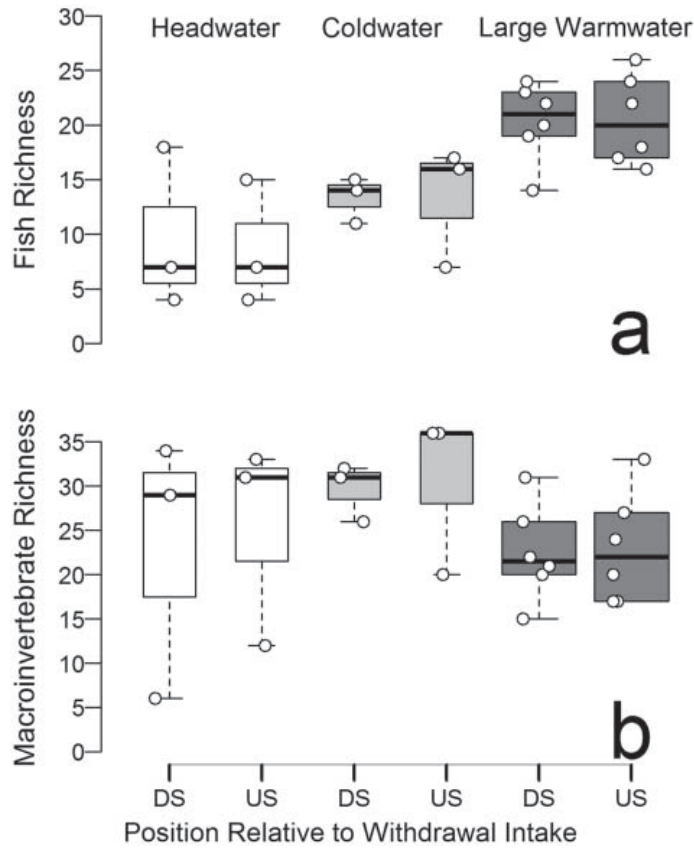 Headwater Coldwater Large Warmwater
30
25
20
15
10
5
0
Fish Richness
a
35
30
25
20
15
10
5
0
Macroinvertebrate Richness
b
DS US DS US DS US
Position Relative to Withdrawal Intake